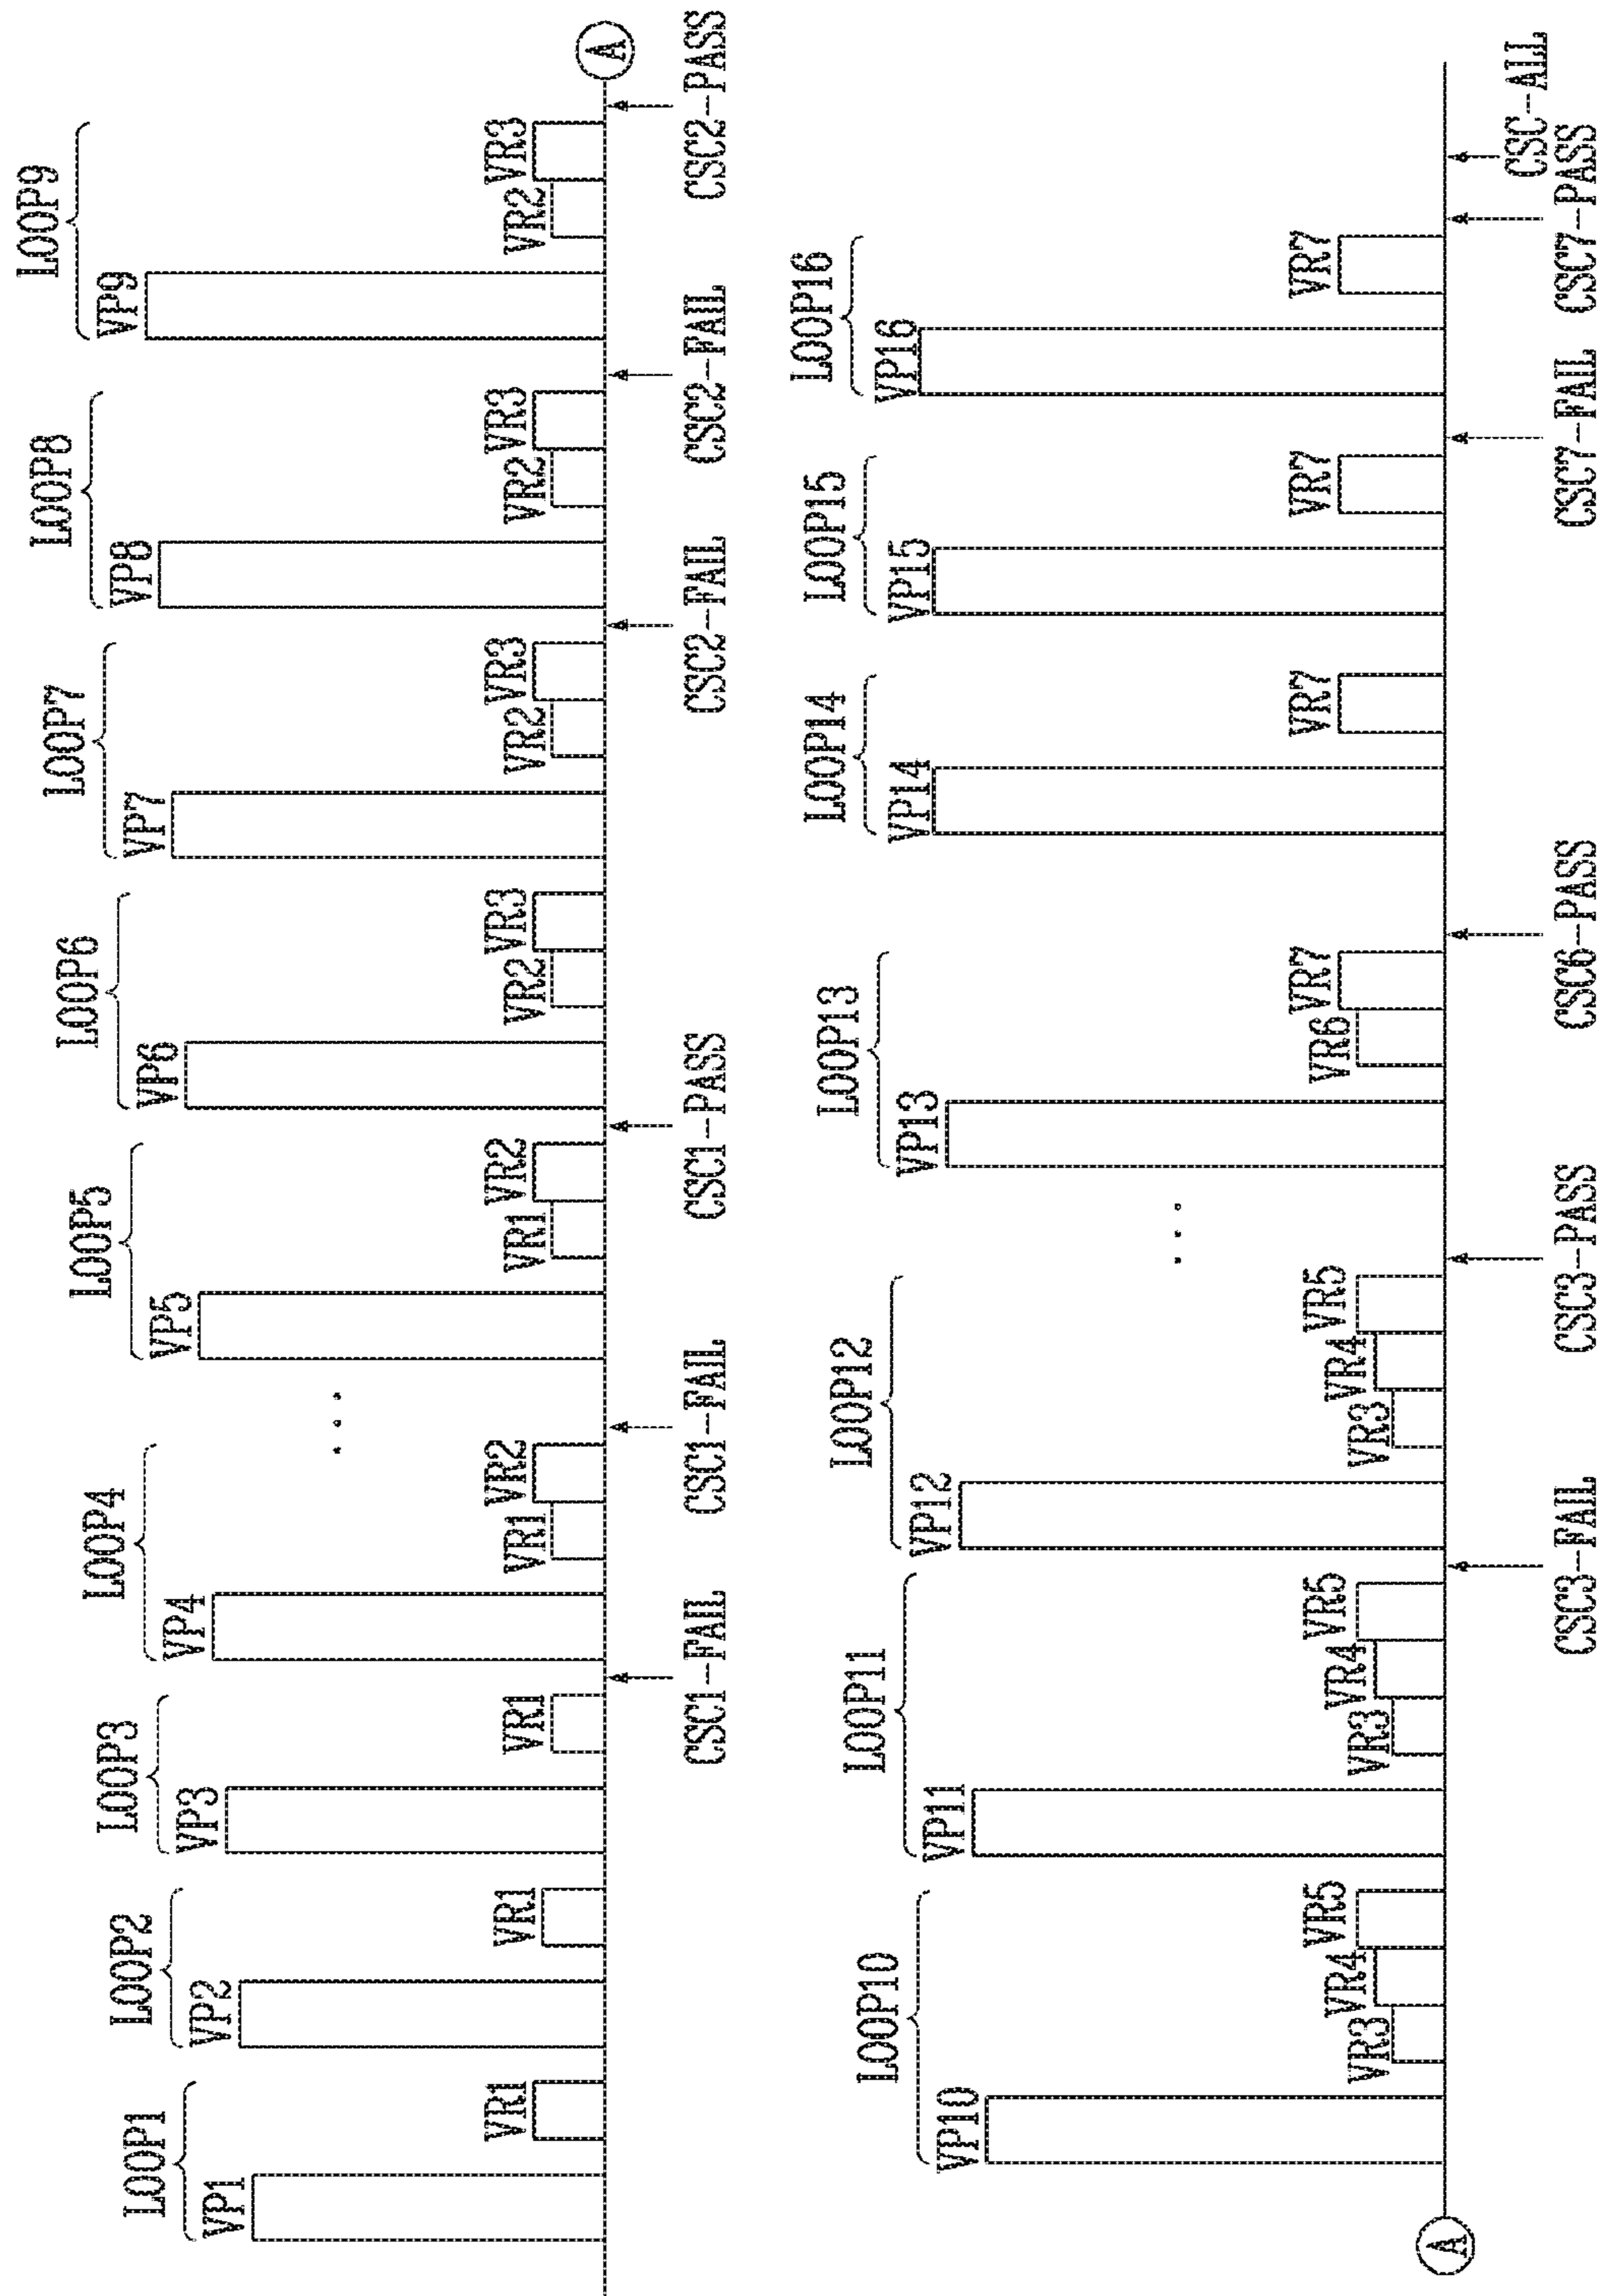 LOOP1
LOOP2
LOOP3
LOOP4
LOOP5
LOOP6
LOOP7
LOOP8
LOOP9
VP1
VP2
VP3
VP4
VP5
VP6
VP7
VP8
VP9
VR1
VR1
VR1
VR1
VR2
...
VR1
VR2
VR2
VR3
VR2
VR3
VR2
VR3
VR2
VR3
A
CSC1-FAIL
CSC1-FAIL
CSC1-PASS
CSC2-FAIL
CSC2-FAIL
CSC2-PASS
LOOP10
LOOP11
LOOP12
LOOP13
LOOP14
LOOP15
LOOP16
VP10
VP11
VP12
VP13
VP14
VP15
VP16
VR3
VR4
VR5
VR3
VR4
VR5
VR3
VR4
VR5
...
VR6
VR7
VR7
VR7
VR7
A
CSC3-FAIL
CSC3-PASS
CSC6-PASS
CSC7-FAIL
CSC7-PASS
CSC-ALL